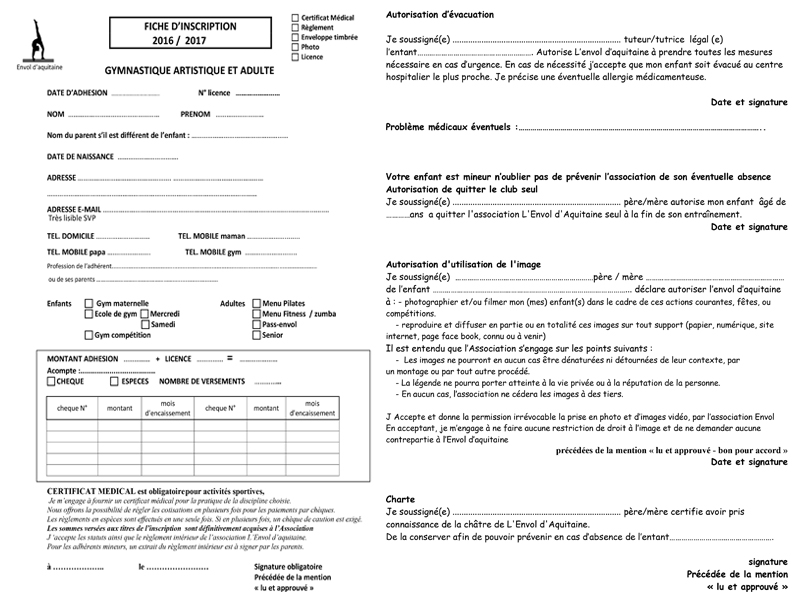 FICHE D'INSCRIPTION
2016 / 2017
Certificat Médical
Règlement
Enveloppe timbrée
Photo
Licence
Envol d'aquitaine
GYMNASTIQUE ARTISTIQUE ET ADULTE
DATE D'ADHESION .................... N° licence ..................
NOM ........................................ PRENOM ........................................
Nom du parent s'il est différent de l'enfant : ........................................
DATE DE NAISSANCE .........................
ADRESSE ............................................................
............................................................
ADRESSE E-MAIL ............................................................
Très lisible SVP
TEL. DOMICILE ........................ TEL. MOBILE maman ........................
TEL. MOBILE papa ........................ TEL. MOBILE gym ........................
Profession de l'adhérent............................................................
ou de ses parents ............................................................
Enfants Gym maternelle Adultes Menu Pilates
Ecole de gym Mercredi Menu Fitness / zumba
Samedi Pass-envol
Gym compétition Senior
MONTANT ADHESION ............ + LICENCE ............ = ................
Acompte :..............................
CHEQUE ESPECES NOMBRE DE VERSEMENTS .............
cheque N° montant mois d'encaissement cheque N° montant mois d'encaissement
CERTIFICAT MEDICAL est obligatoirepour activités sportives,
Je m'engage à fournir un certificat médical pour la pratique de la discipline choisie.
Nous offrons la possibilité de régler les cotisations en plusieurs fois pour les paiements par chèques.
Les règlements en espèces sont effectués en une seule fois. Si en plusieurs fois, un chèque de caution est exigé.
Les sommes versées aux titres de l'inscription sont définitivement acquises à l'Association
J'accepte les statuts ainsi que le règlement intérieur de l'association L'Envol d'Aquitaine.
Pour les adhérents mineurs, un extrait du règlement intérieur est à signer par les parents.
à .................. le ...................... Signature obligatoire
Précédée de la mention
« lu et approuvé »
Autorisation d'évacuation
Je soussigné(e) ................................................ tuteur/tutrice légal (e)
l'enfant.................................. Autorise L'envol d'aquitaine à prendre toutes les mesures
nécessaire en cas d'urgence. En cas de nécessité j'accepte que mon enfant soit évacué au centre
hospitalier le plus proche. Je précise une éventuelle allergie médicamenteuse.
Date et signature
Problème médicaux éventuels :..................................................................
Votre enfant est mineur n'oublier pas de prévenir l'association de son éventuelle absence
Autorisation de quitter le club seul
Je soussigné(e) ................................................ père/mère autorise mon enfant âgé de
............ans a quitter l'association L'Envol d'Aquitaine seul à la fin de son entraînement.
Date et signature
Autorisation d'utilisation de l'image
Je soussigné(e) ........................................père / mère ........................................
de l'enfant ........................................ déclare autoriser l'envol d'aquitaine
à : - photographier et/ou filmer mon (mes) enfant(s) dans le cadre de ces actions courantes, fêtes, ou
compétitions.
- reproduire et diffuser en partie ou en totalité ces images sur tout support (papier, numérique, site
internet, page face book, connu ou à venir)
Il est entendu que l'Association s'engage sur les points suivants :
- Les images ne pourront en aucun cas être dénaturées ni détournées de leur contexte, par
un montage ou par tout autre procédé.
- La légende ne pourra porter atteinte à la vie privée ou à la réputation de la personne.
- En aucun cas, l'association ne cédera les images à des tiers.
J Accepte et donne la permission irrévocable la prise en photo et d'images vidéo, par l'association Envol
En acceptant, je m'engage à ne faire aucune restriction de droit à l'image et de ne demander aucune
contrepartie à l'Envol d'aquitaine
précédées de la mention « lu et approuvé - bon pour accord »
Date et signature
Charte
Je soussigné(e) ................................................ père/mère certifie avoir pris
connaissance de la châtre de L'Envol d'Aquitaine.
De la conserver afin de pouvoir prévenir en cas d'absence de l'enfant..............................
signature
Précédée de la mention
« lu et approuvé »